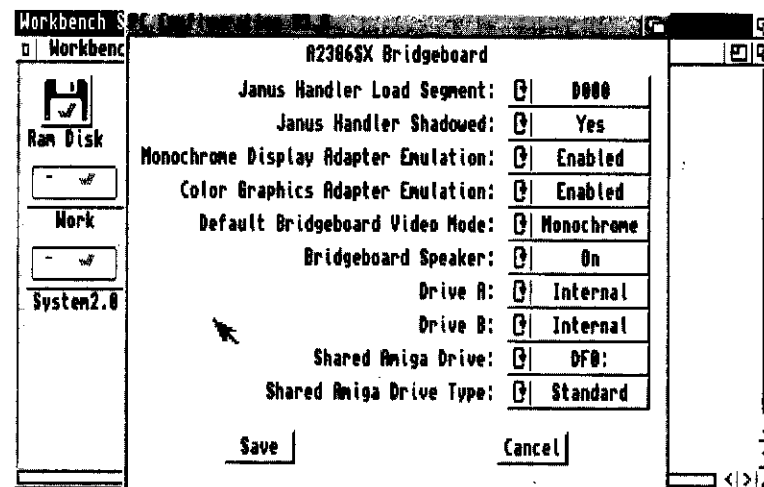 Workbench S
Workbenc
A2386SX Bridgeboard
Janus Handler Load Segment: D000
Janus Handler Shadowed: Yes
Monochrome Display Adapter Emulation: Enabled
Color Graphics Adapter Emulation: Enabled
Default Bridgeboard Video Mode: Monochrome
Bridgeboard Speaker: On
Drive A: Internal
Drive B: Internal
Shared Amiga Drive: DF0:
Shared Amiga Drive Type: Standard
Save Cancel
Ram Disk
Work
System2.0